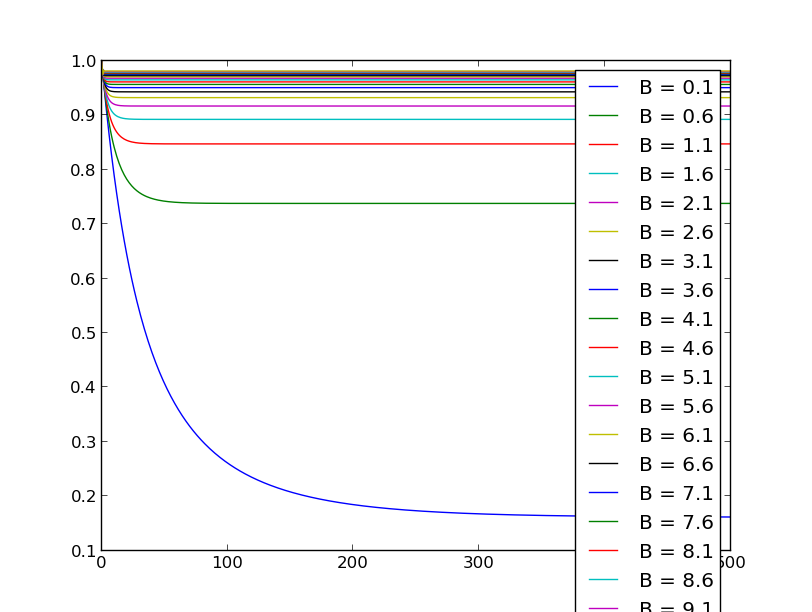 1.0
0.9
0.8
0.7
0.6
0.5
0.4
0.3
0.2
0.1
0
100
200
300
B = 0.1
B = 0.6
B = 1.1
B = 1.6
B = 2.1
B = 2.6
B = 3.1
B = 3.6
B = 4.1
B = 4.6
B = 5.1
B = 5.6
B = 6.1
B = 6.6
B = 7.1
B = 7.6
B = 8.1
B = 8.6
B = 9.1